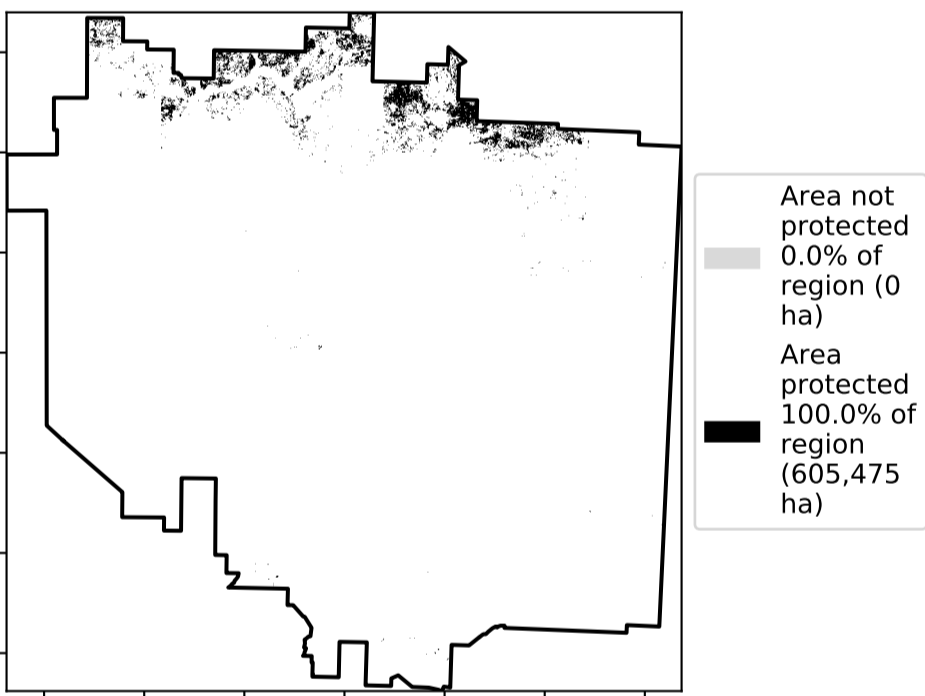 Area not
protected
0.0% of
region (0
ha)
Area
protected
100.0% of
region
(605,475
ha)